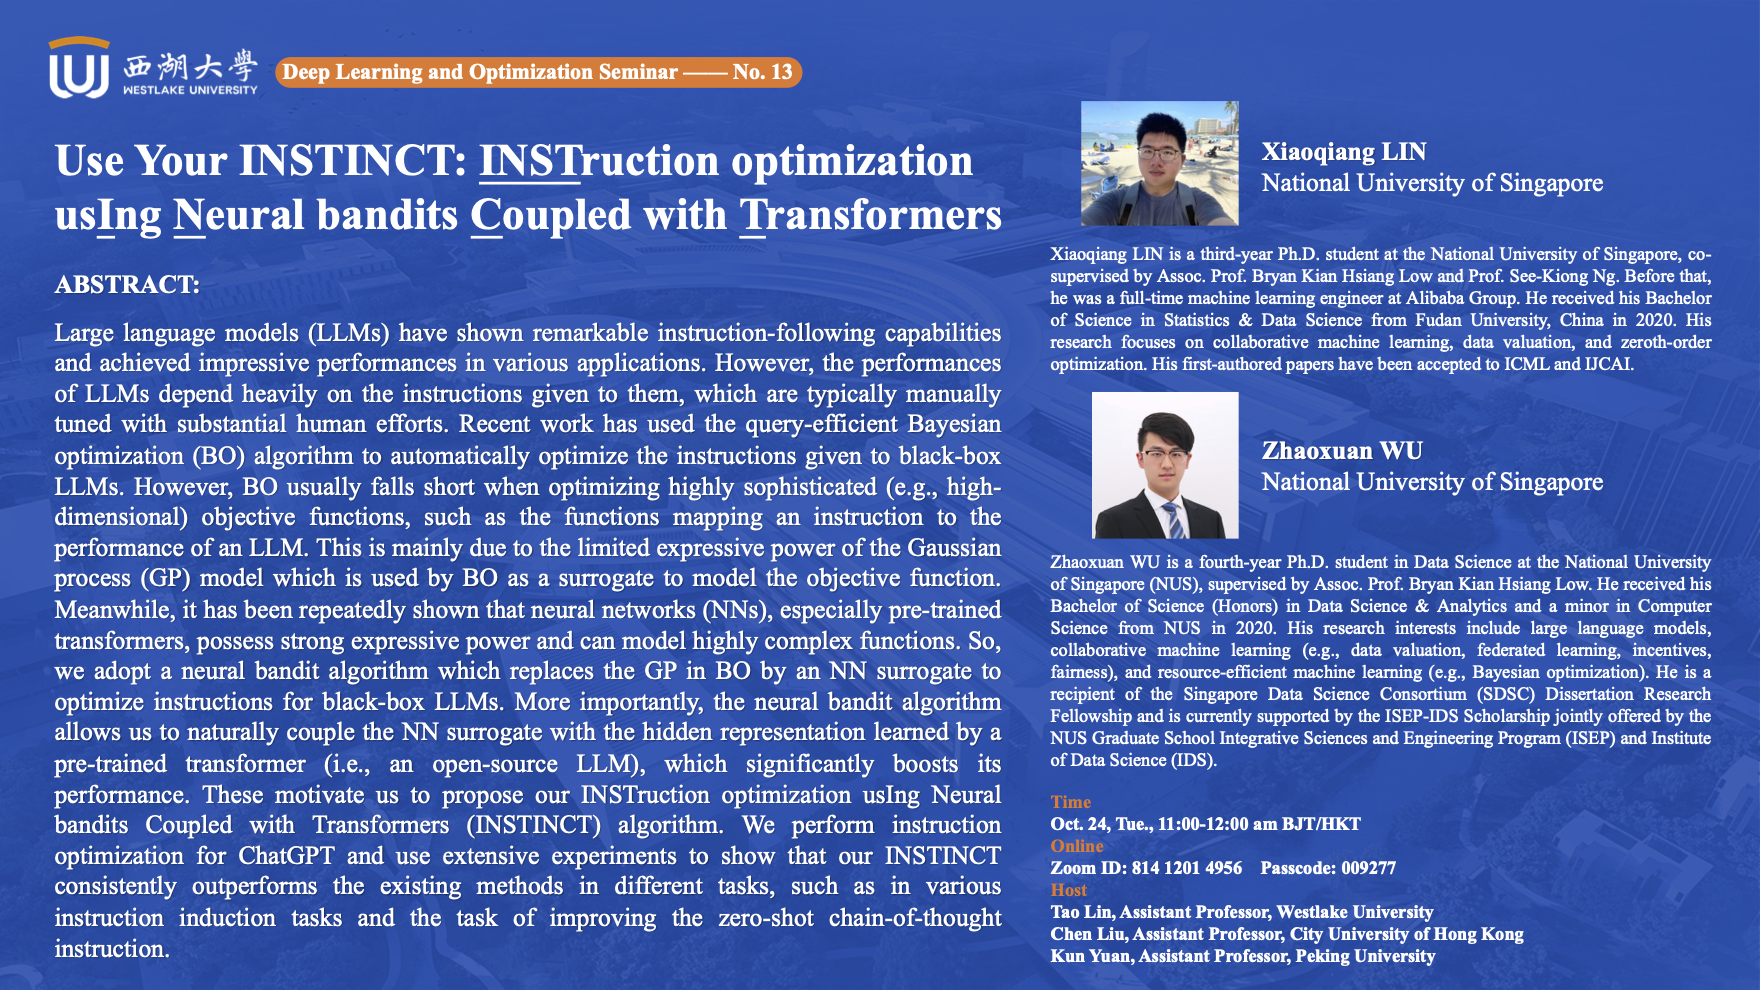 西湖大學
WESTLAKE UNIVERSITY
Deep Learning and Optimization Seminar —— No. 13
Use Your INSTINCT: INSTruction optimization
usIng Neural bandits Coupled with Transformers
ABSTRACT:
Large language models (LLMs) have shown remarkable instruction-following capabilities
and achieved impressive performances in various applications. However, the performances
of LLMs depend heavily on the instructions given to them, which are typically manually
tuned with substantial human efforts. Recent work has used the query-efficient Bayesian
optimization (BO) algorithm to automatically optimize the instructions given to black-box
LLMs. However, BO usually falls short when optimizing highly sophisticated (e.g., high-
dimensional) objective functions, such as the functions mapping an instruction to the
performance of an LLM. This is mainly due to the limited expressive power of the Gaussian
process (GP) model which is used by BO as a surrogate to model the objective function.
Meanwhile, it has been repeatedly shown that neural networks (NNs), especially pre-trained
transformers, possess strong expressive power and can model highly complex functions. So,
we adopt a neural bandit algorithm which replaces the GP in BO by an NN surrogate to
optimize instructions for black-box LLMs. More importantly, the neural bandit algorithm
allows us to naturally couple the NN surrogate with the hidden representation learned by a
pre-trained transformer (i.e., an open-source LLM), which significantly boosts its
performance. These motivate us to propose our INSTruction optimization usIng Neural
bandits Coupled with Transformers (INSTINCT) algorithm. We perform instruction
optimization for ChatGPT and use extensive experiments to show that our INSTINCT
consistently outperforms the existing methods in different tasks, such as in various
instruction induction tasks and the task of improving the zero-shot chain-of-thought
instruction.
Xiaoqiang LIN
National University of Singapore
Xiaoqiang LIN is a third-year Ph.D. student at the National University of Singapore, co-
supervised by Assoc. Prof. Bryan Kian Hsiang Low and Prof. See-Kiong Ng. Before that,
he was a full-time machine learning engineer at Alibaba Group. He received his Bachelor
of Science in Statistics & Data Science from Fudan University, China in 2020. His
research focuses on collaborative machine learning, data valuation, and zeroth-order
optimization. His first-authored papers have been accepted to ICML and IJCAI.
Zhaoxuan WU
National University of Singapore
Zhaoxuan WU is a fourth-year Ph.D. student in Data Science at the National University
of Singapore (NUS), supervised by Assoc. Prof. Bryan Kian Hsiang Low. He received his
Bachelor of Science (Honors) in Data Science & Analytics and a minor in Computer
Science from NUS in 2020. His research interests include large language models,
collaborative machine learning (e.g., data valuation, federated learning, incentives,
fairness), and resource-efficient machine learning (e.g., Bayesian optimization). He is a
recipient of the Singapore Data Science Consortium (SDSC) Dissertation Research
Fellowship and is currently supported by the ISEP-IDS Scholarship jointly offered by the
NUS Graduate School Integrative Sciences and Engineering Program (ISEP) and Institute
of Data Science (IDS).
Time
Oct. 24, Tue., 11:00-12:00 am BJT/HKT
Online
Zoom ID: 814 1201 4956 Passcode: 009277
Host
Tao Lin, Assistant Professor, Westlake University
Chen Liu, Assistant Professor, City University of Hong Kong
Kun Yuan, Assistant Professor, Peking University